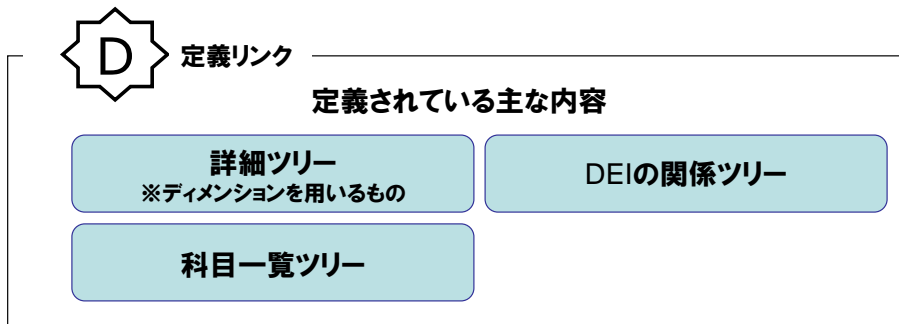 D
定義リンク
定義されている主な内容
詳細ツリー
※ディメンションを用いるもの
DEIの関係ツリー
科目一覧ツリー